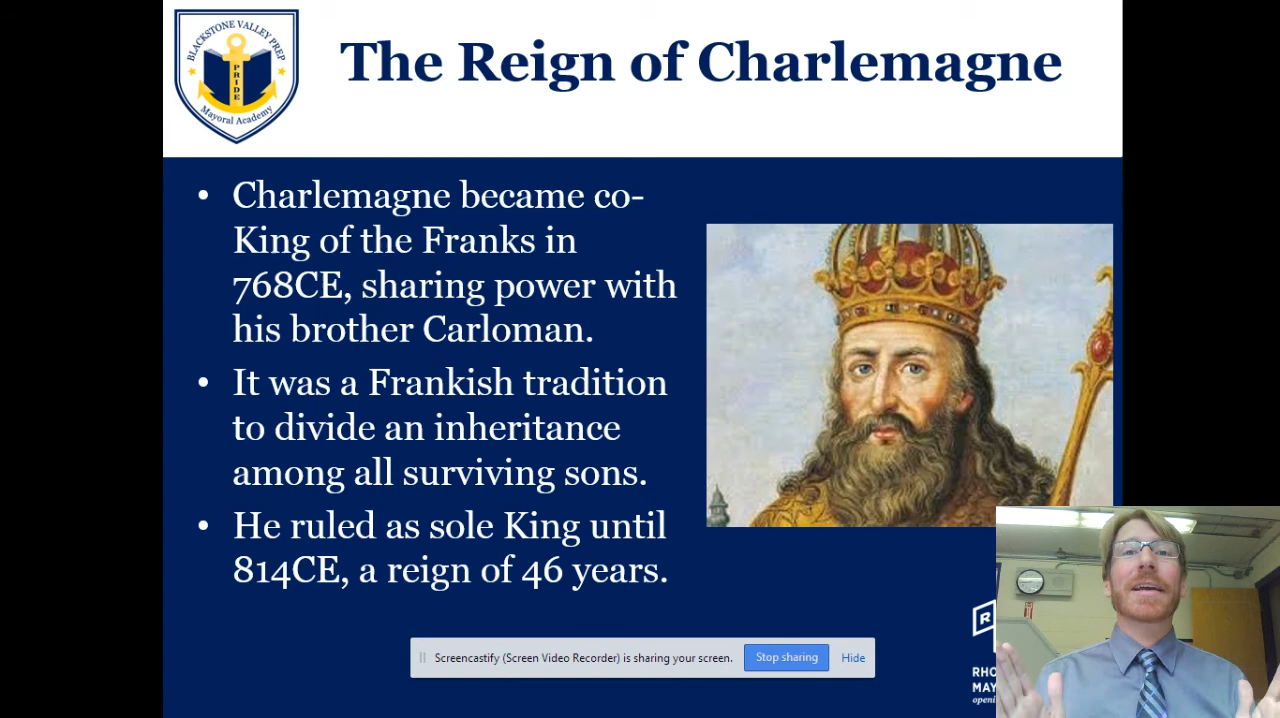 BLACKSTONE VALLEY PREP
PRIDE
Mayoral Academy
The Reign of Charlemagne
• Charlemagne became co-
King of the Franks in
768CE, sharing power with
his brother Carloman.
• It was a Frankish tradition
to divide an inheritance
among all surviving sons.
• He ruled as sole King until
814CE, a reign of 46 years.
Screencastify (Screen Video Recorder) is sharing your screen.
Stop sharing
Hide
R
RHO
MAY
openi